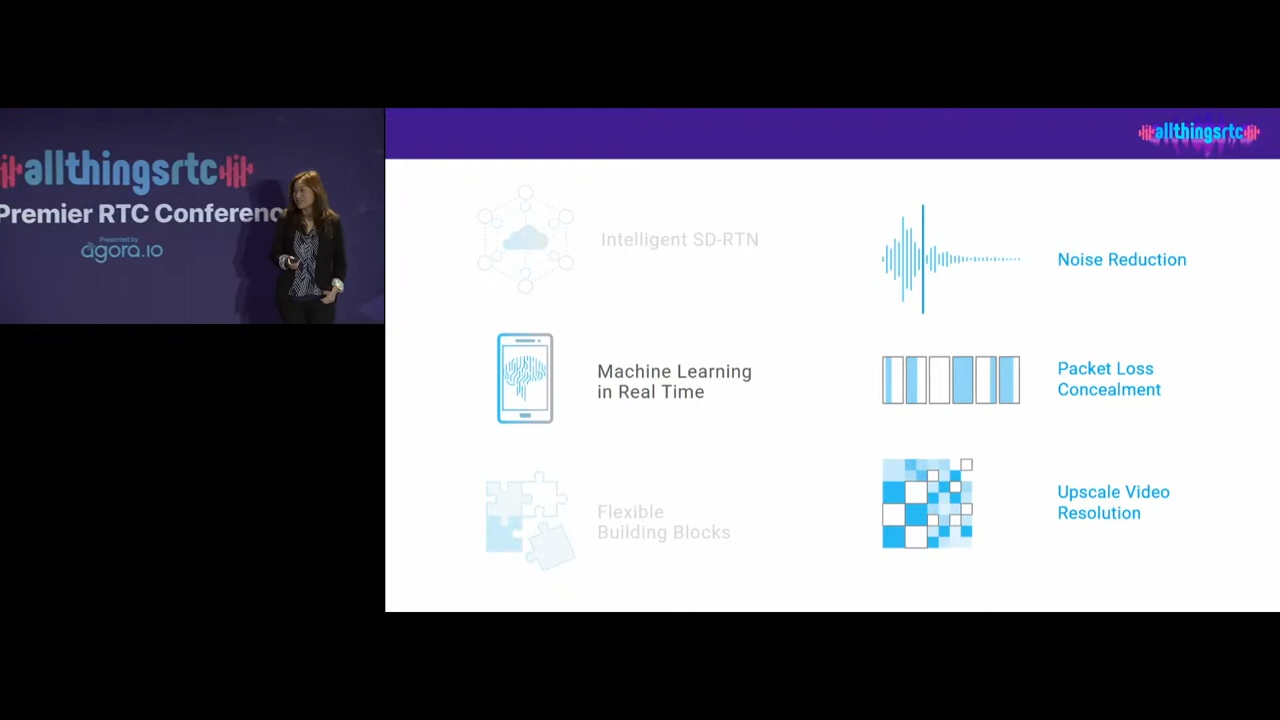 allthingsrtc
Premier RTC Conferenc
Presented by
agora.io
allthingsrtc
Intelligent SD-RTN
Machine Learning
in Real Time
Flexible
Building Blocks
Noise Reduction
Packet Loss
Concealment
Upscale Video
Resolution